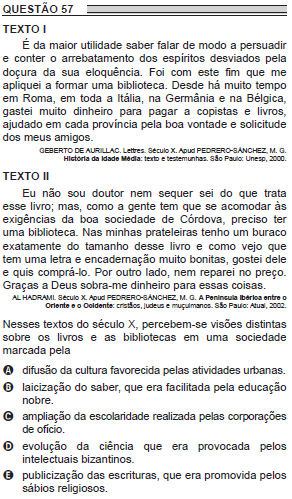 QUESTÃO 57
TEXTO I
É da maior utilidade saber falar de modo a persuadir
e conter o arrebatamento dos espíritos desviados pela
doçura da sua eloquência. Foi com este fim que me
apliquei a formar uma biblioteca. Desde há muito tempo
em Roma, em toda a Itália, na Germânia e na Bélgica,
gastei muito dinheiro para pagar a copistas e livros,
ajudado em cada província pela boa vontade e solicitude
dos meus amigos.
GEBERTO DE AURILLAC. Lettres. Século X. Apud PEDRERO-SÁNCHEZ, M. G.
História da Idade Média: texto e testemunhas. São Paulo: Unesp, 2000.
TEXTO II
Eu não sou doutor nem sequer sei do que trata
esse livro; mas, como a gente tem que se acomodar às
exigências da boa sociedade de Córdova, preciso ter
uma biblioteca. Nas minhas prateleiras tenho um buraco
exatamente do tamanho desse livro e como vejo que
tem uma letra e encadernação muito bonitas, gostei dele
e quis comprá-lo. Por outro lado, nem reparei no preço.
Graças a Deus sobra-me dinheiro para essas coisas.
AL HADRAMI. Século X. Apud PEDRERO-SÁNCHEZ, M. G. A Península Ibérica entre o
Oriente e o Ocidente: cristãos, judeus e muçulmanos. São Paulo: Atual, 2002.
Nesses textos do século X, percebem-se visões distintas
sobre os livros e as bibliotecas em uma sociedade
marcada pela
A difusão da cultura favorecida pelas atividades urbanas.
B laicização do saber, que era facilitada pela educação
nobre.
C ampliação da escolaridade realizada pelas corporações
de ofício.
D evolução da ciência que era provocada pelos
intelectuais bizantinos.
E publicização das escrituras, que era promovida pelos
sábios religiosos.